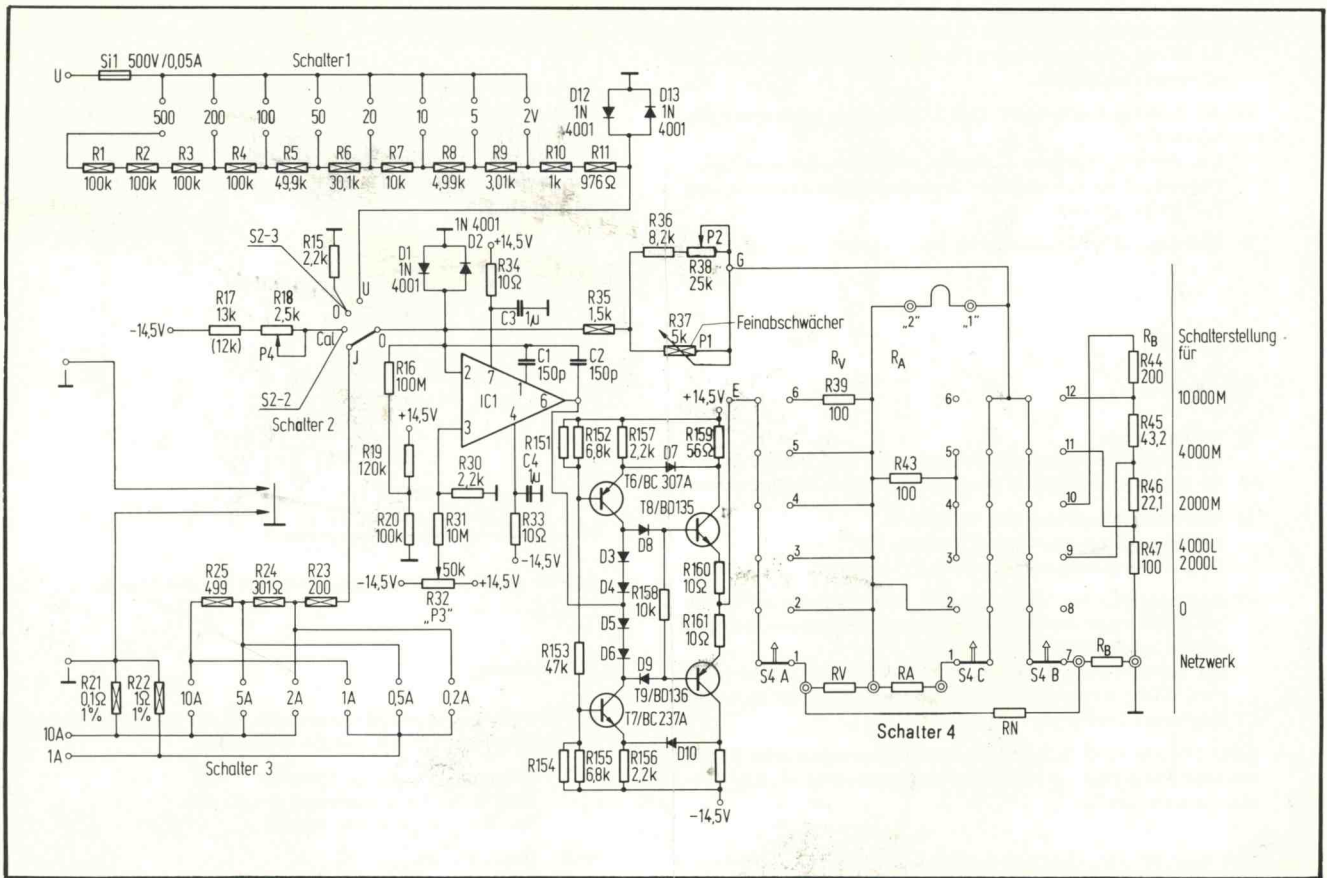 U Si1 500V/0,05A Schalter1
500 200 100 50 20 10 5 2V
D12 1N 4001
D13 1N 4001
R1 100k
R2 100k
R3 100k
R4 100k
R5 49,9k
R6 30,1k
R7 10k
R8 4,99k
R9 3,01k
R10 1k
R11 976Ω
S2-3
R15 2,2k
0
U
R17 13k (12k)
R18 2,5k
P4
-14,5V
Cal
0
J
S2-2
Schalter 2
1N 4001
D1 1N 4001
D2
+14,5V
R34 10Ω
C3 1µ
R16 100M
+14,5V
R19 120k
R20 100k
2
7
3
4
1
6
IC1
C1 150p
C2 150p
R30 2,2k
R31 10M
C4 1µ
R33 10Ω
-14,5V
50k
-14,5V
+14,5V
R32 „P3"
R35 1,5k
R36 8,2k
P2
R38 25k
G
R37 5k
P1
Feinabschwächer
R151
R152 6,8k
R157 2,2k
+14,5V
R159 56Ω
D7
T6/BC 307A
T8/BD135
D8
D3
D4
D5
D6
R158 10k
R160 10Ω
R161 10Ω
R153 47k
D9
T9/BD136
T7/BC237A
D10
R154
R155 6,8k
R156 2,2k
-14,5V
R25 499
R24 301Ω
R23 200
R21 0,1Ω 1%
R22 1Ω 1%
10A 5A 2A 1A 0,5A 0,2A
10A
1A
Schalter 3
E
„2" „1"
RV
RA
RB
Schalterstellung für
6 R39 100 6 12 R44 200 10000M
5 5 11 R45 43,2 4000M
R43 100
4 4 10 R46 22,1 2000M
3 3 9 R47 100 4000L 2000L
2 2 8 0
1 1 7 RB Netzwerk
S4 A RV RA S4 C S4 B
RN
Schalter 4